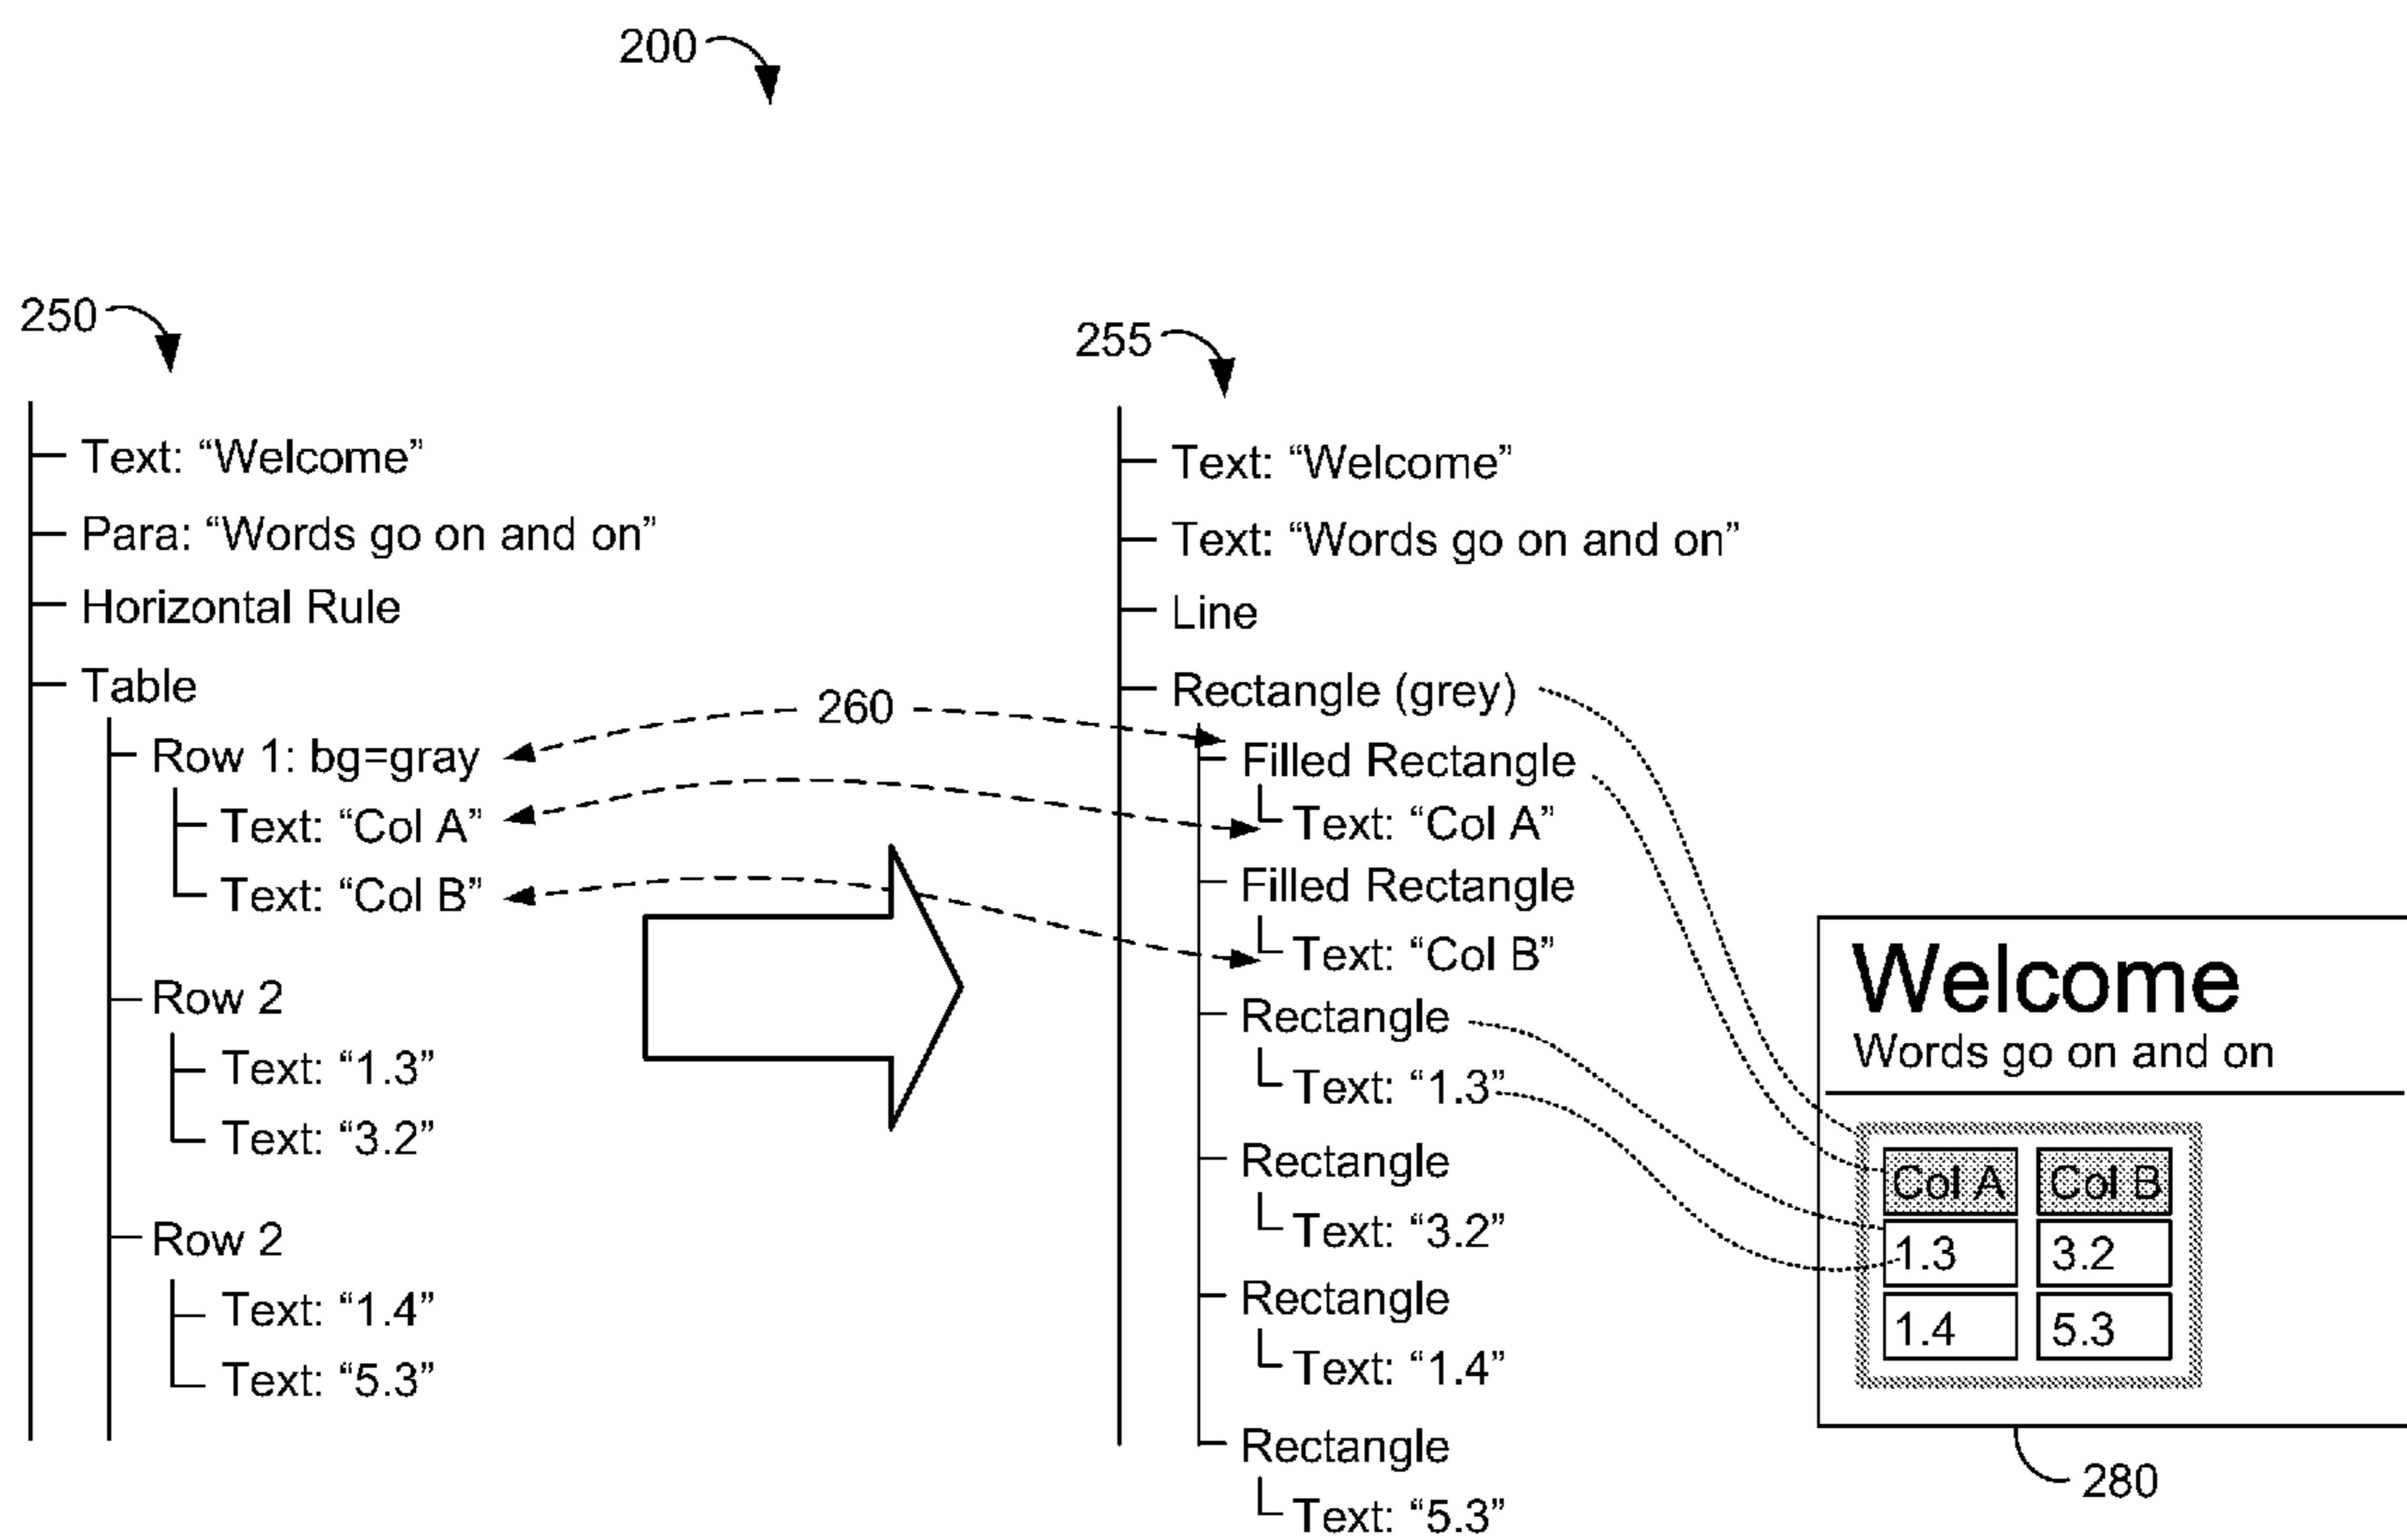 200
250
Text: “Welcome”
Para: “Words go on and on”
Horizontal Rule
Table
Row 1: bg=gray
Text: “Col A”
Text: “Col B”
Row 2
Text: “1.3”
Text: “3.2”
Row 2
Text: “1.4”
Text: “5.3”
260
255
Text: “Welcome”
Text: “Words go on and on”
Line
Rectangle (grey)
Filled Rectangle
Text: “Col A”
Filled Rectangle
Text: “Col B”
Rectangle
Text: “1.3”
Rectangle
Text: “3.2”
Rectangle
Text: “1.4”
Rectangle
Text: “5.3”
Welcome
Words go on and on
Col A Col B
1.3 3.2
1.4 5.3
280